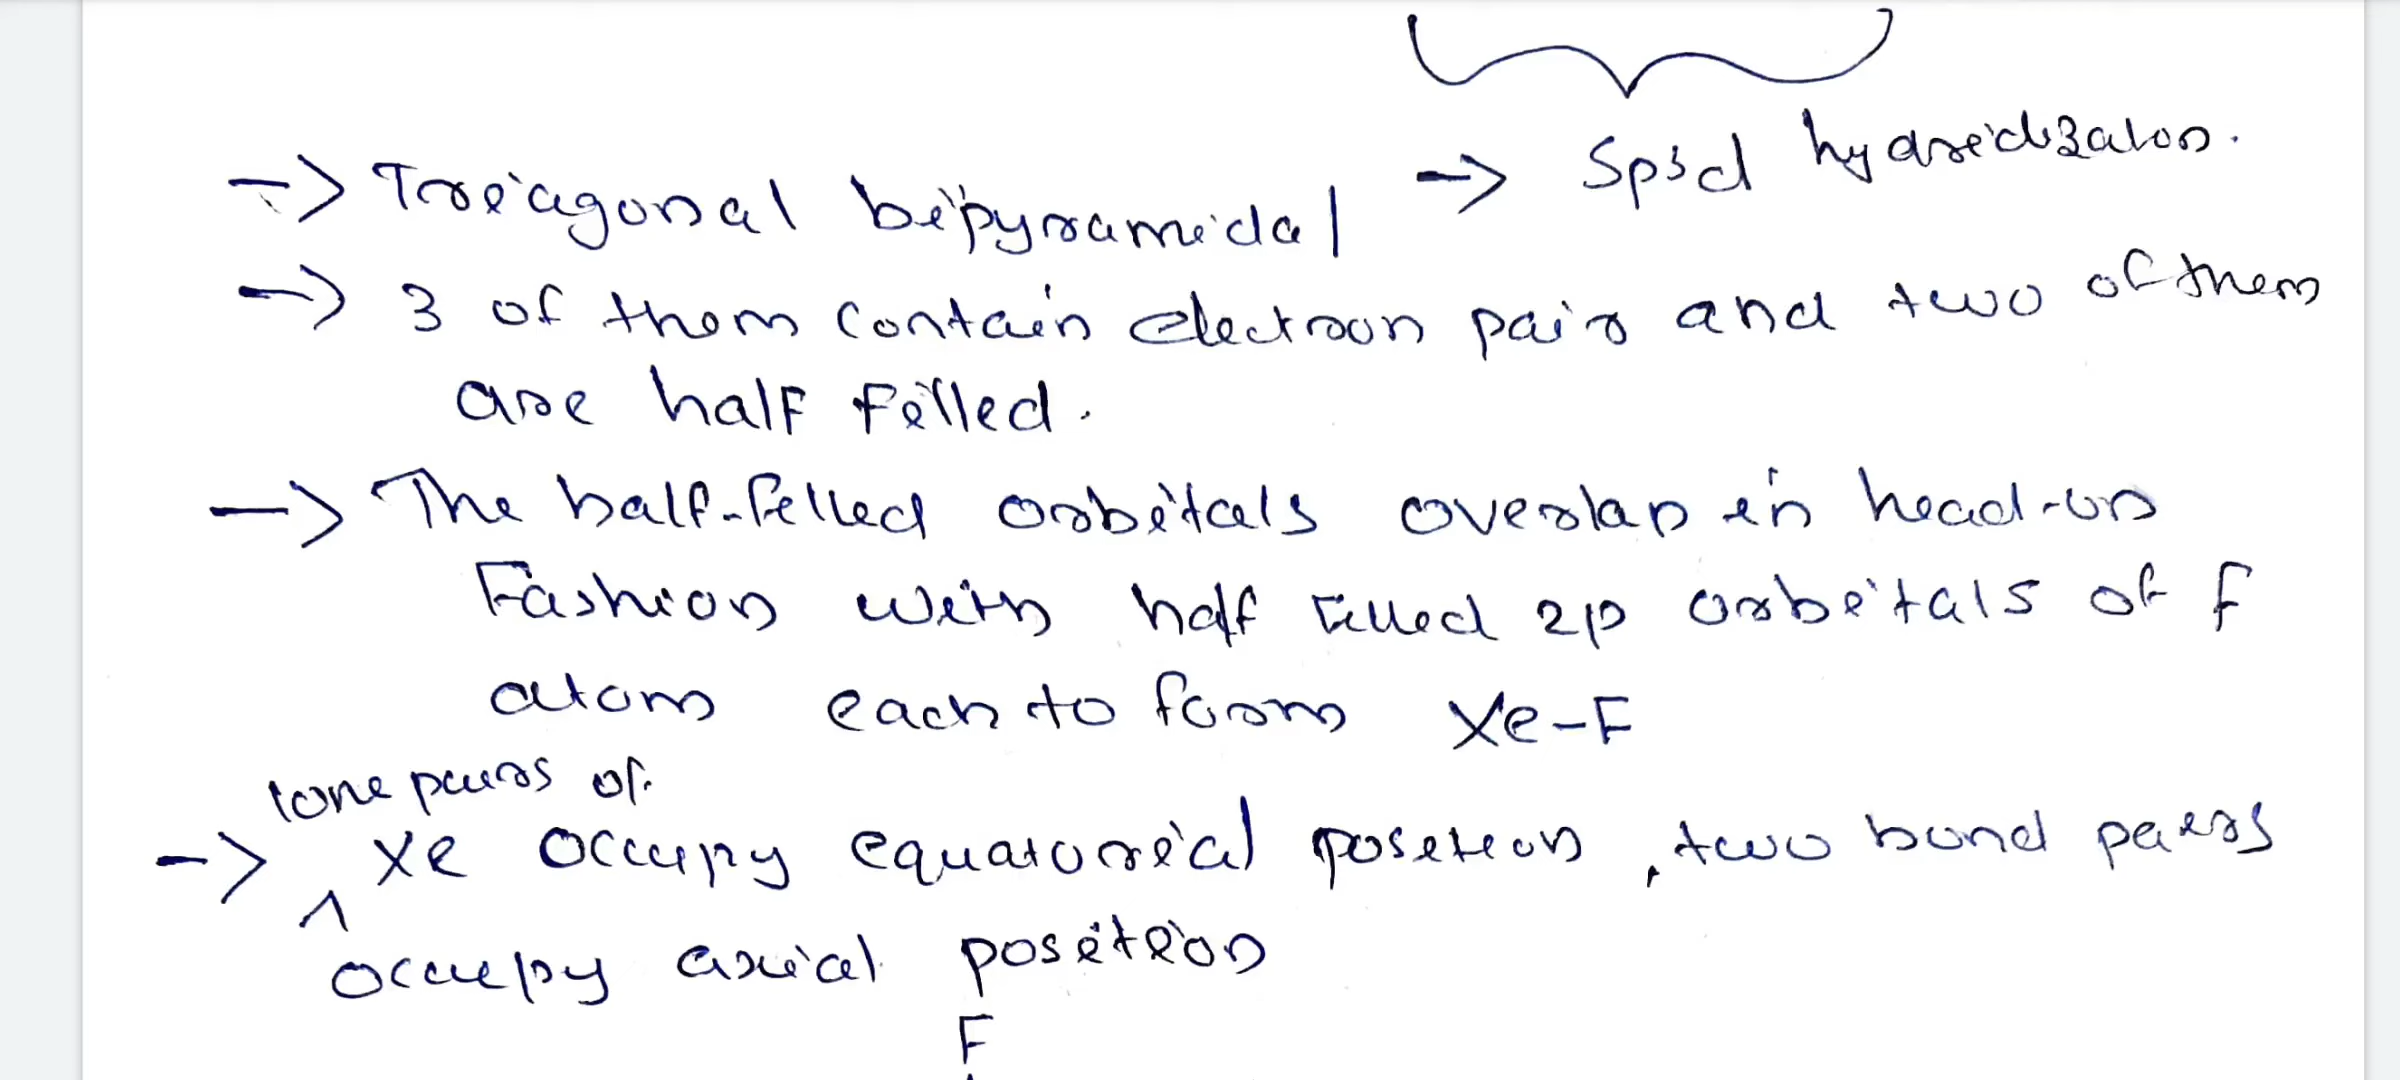 -> sp3d hydridization.
-> Triagonal bipyramidal
-> 3 of them contain electron pair and two of them
are half filled.
-> The half-filled orbitals overlap in head-on
Fashion with half filled 2p orbitals of F
atom each to form Xe-F
lone pairs of
-> ^ Xe occupy equatorial position, two bond pairs
occupy axial position
F